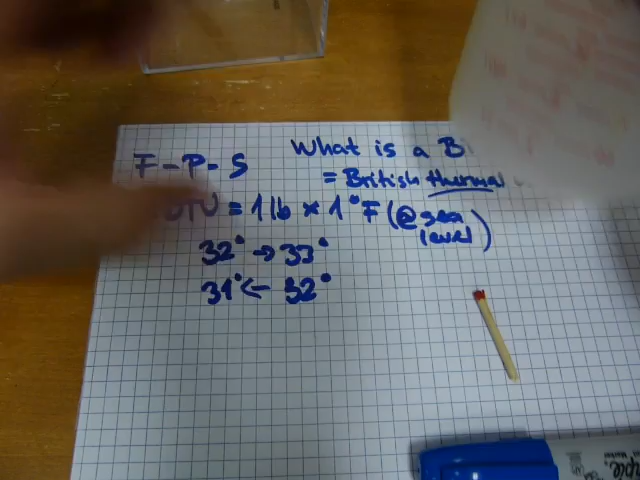 F-P-S
What is a B
= British thermal
BTU = 1 lb × 1°F (@ sea level)
32° → 33°
31° ← 32°